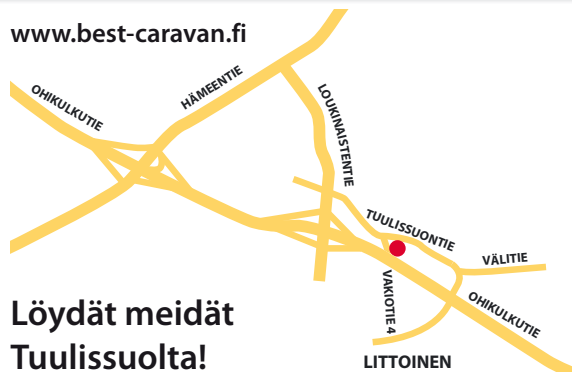 www.best-caravan.fi
OHIKULKUTIE
HÄMEENTIE
LOUKINAISTENTIE
TUULISSUONTIE
VÄLITIE
VAKIOTIE 4
OHIKULKUTIE
Löydät meidät
Tuulissuolta!
LITTOINEN